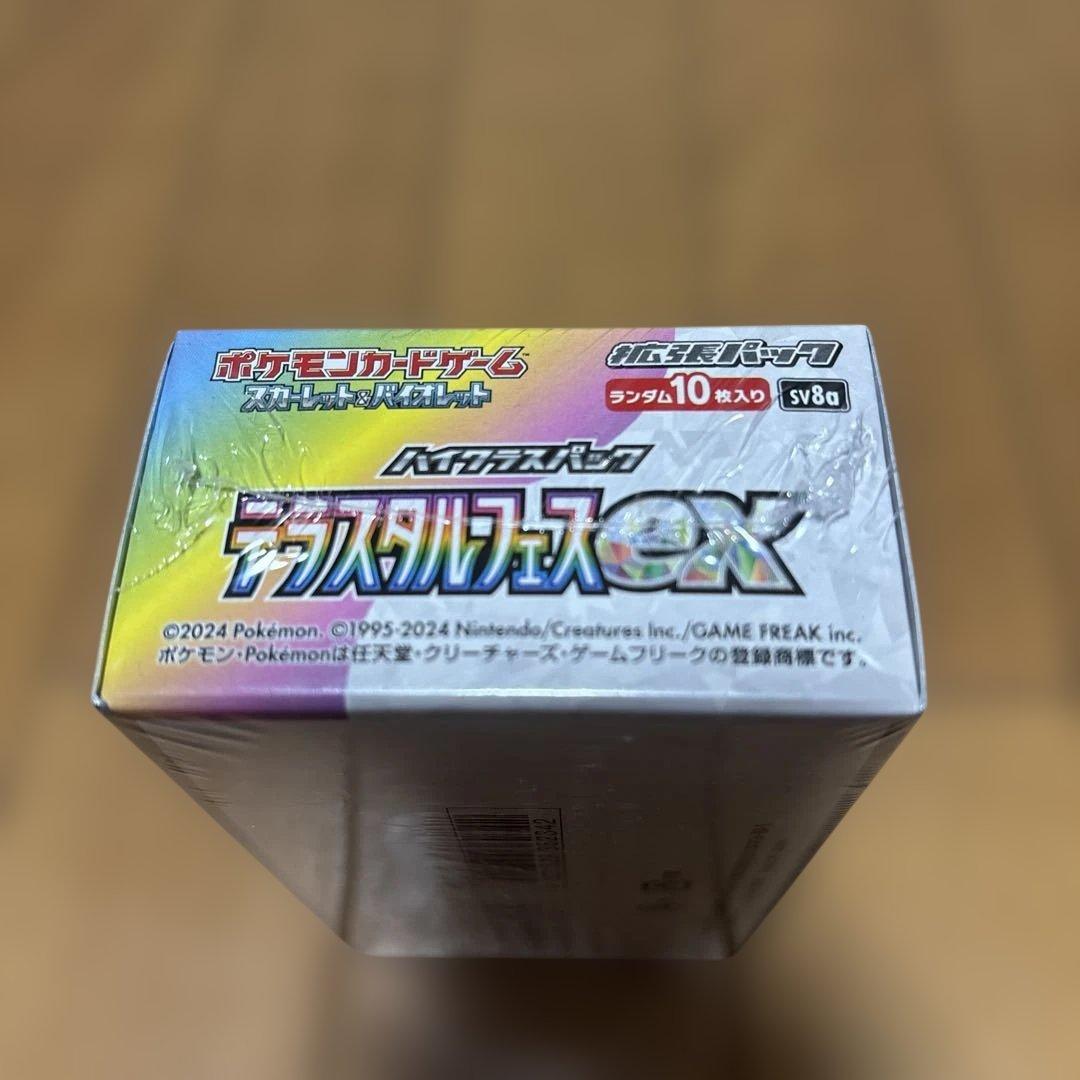 ポケモンカードゲーム™
スカーレット&バイオレット
拡張パック
ランダム10枚入り SV8a
ハイクラスパック
テラスタルフェスex
©2024 Pokémon. ©1995-2024 Nintendo/Creatures Inc./GAME FREAK inc.
ポケモン・Pokémonは任天堂・クリーチャーズ・ゲームフリークの登録商標です。